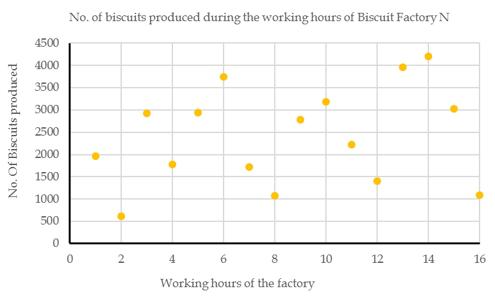 No. of biscuits produced during the working hours of Biscuit Factory N
No. Of Biscuits produced
4500
4000
3500
3000
2500
2000
1500
1000
500
0
0 2 4 6 8 10 12 14 16
Working hours of the factory